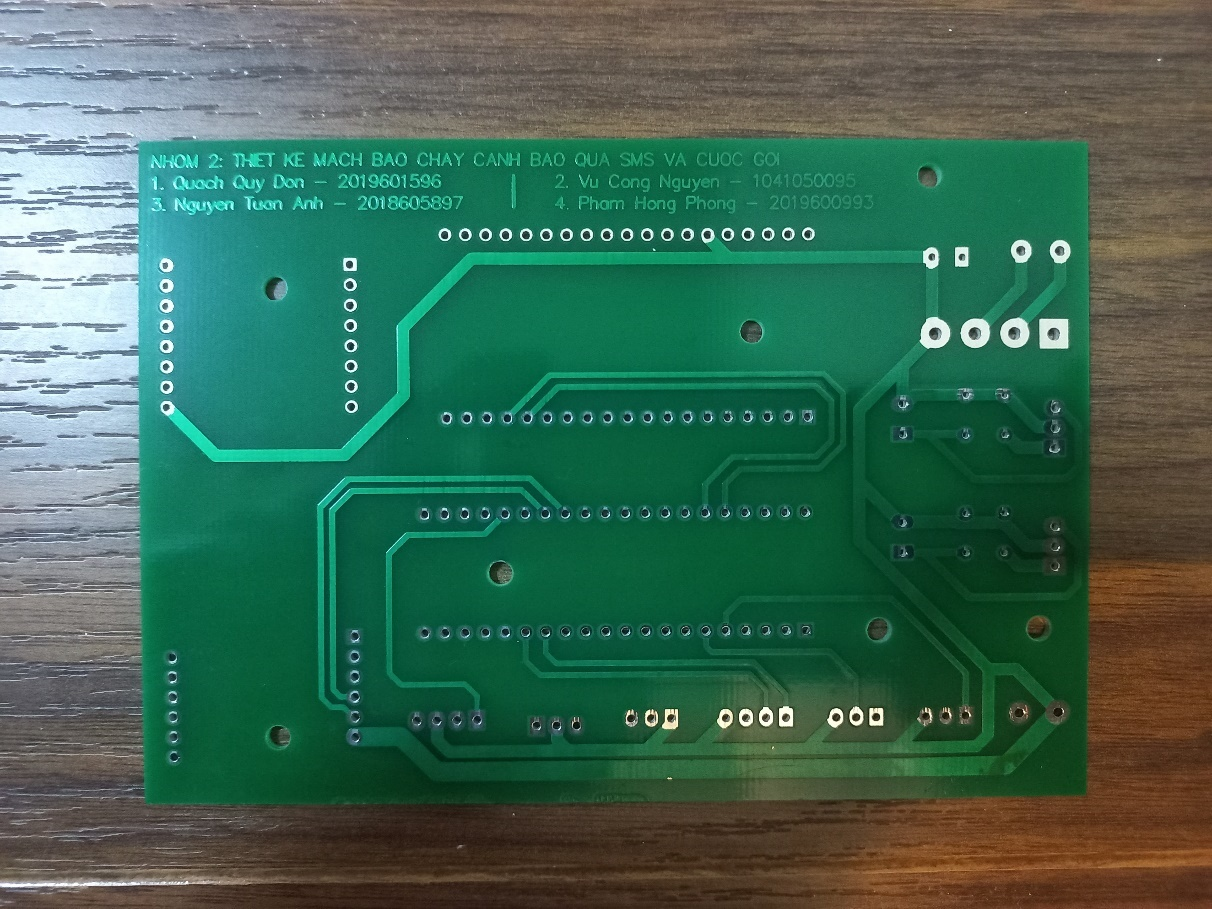 NHOM 2: THIET KE MACH BAO CHAY CANH BAO QUA SMS VA CUOC GOI
1. Quach Quy Don - 2019601596 | 2. Vu Cong Nguyen - 1041050095
3. Nguyen Tuan Anh - 2018605897 | 4. Pham Hong Phong - 2019600993